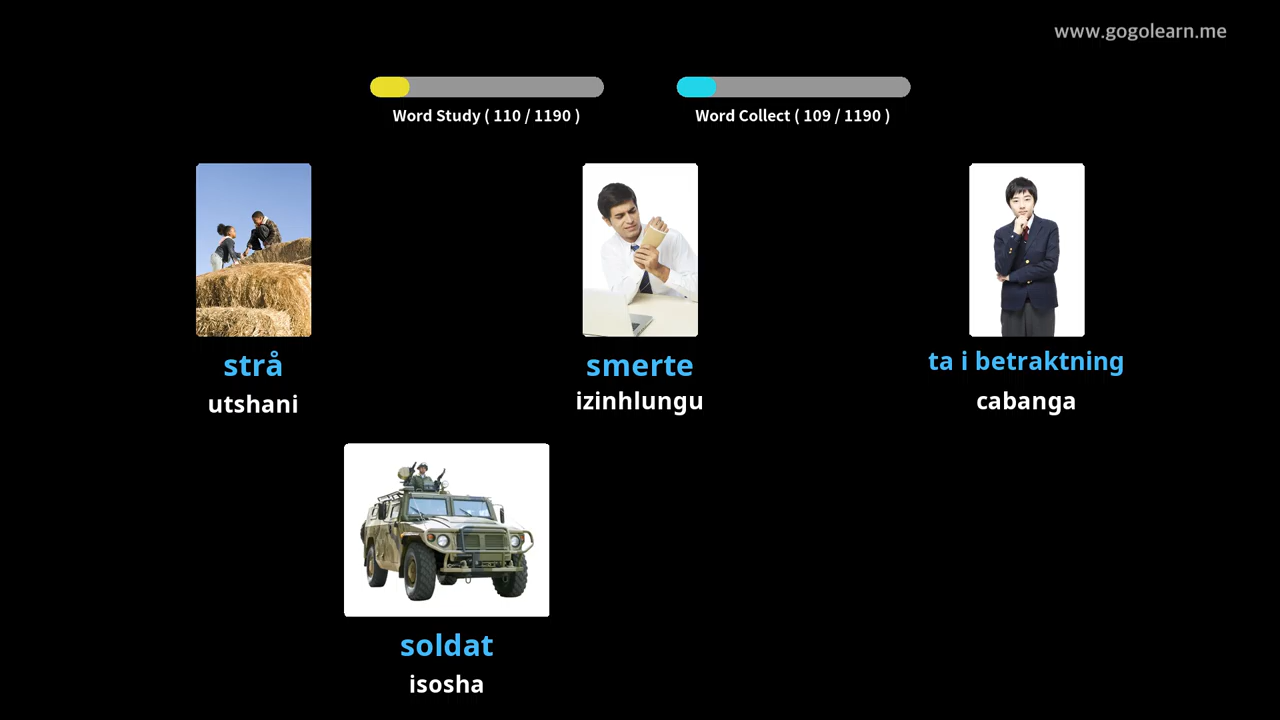 www.gogolearn.me
Word Study ( 110 / 1190 )
Word Collect ( 109 / 1190 )
strå
utshani
smerte
izinhlungu
ta i betraktning
cabanga
soldat
isosha